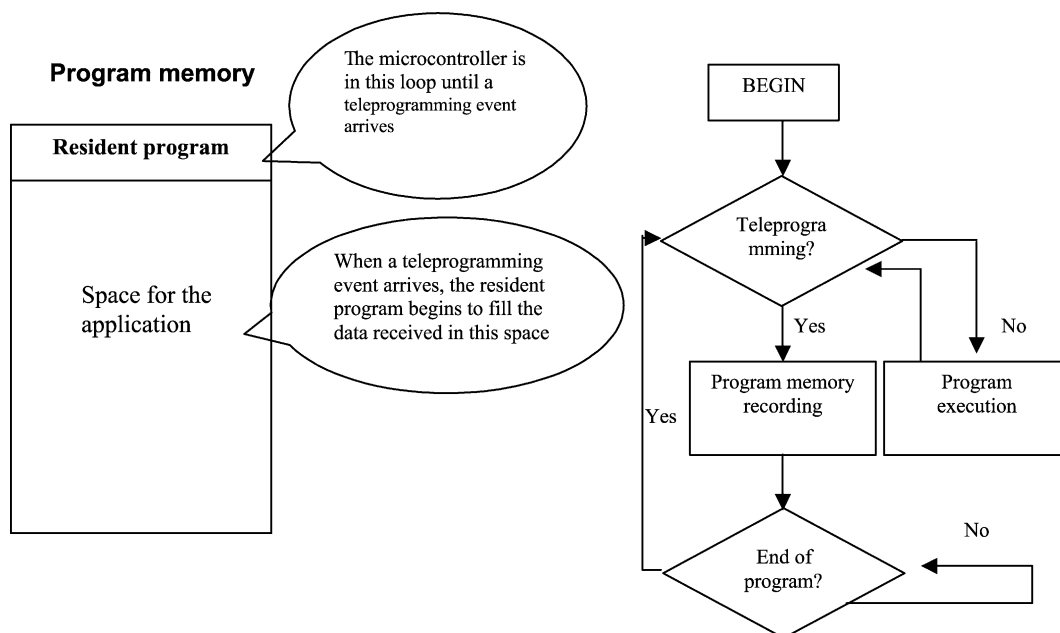 Program memory
Resident program
Space for the
application
The microcontroller is
in this loop until a
teleprogramming event
arrives
When a teleprogramming
event arrives, the resident
program begins to fill the
data received in this space
BEGIN
Teleprogra
mming?
Yes
No
Program memory
recording
Program
execution
Yes
End of
program?
No